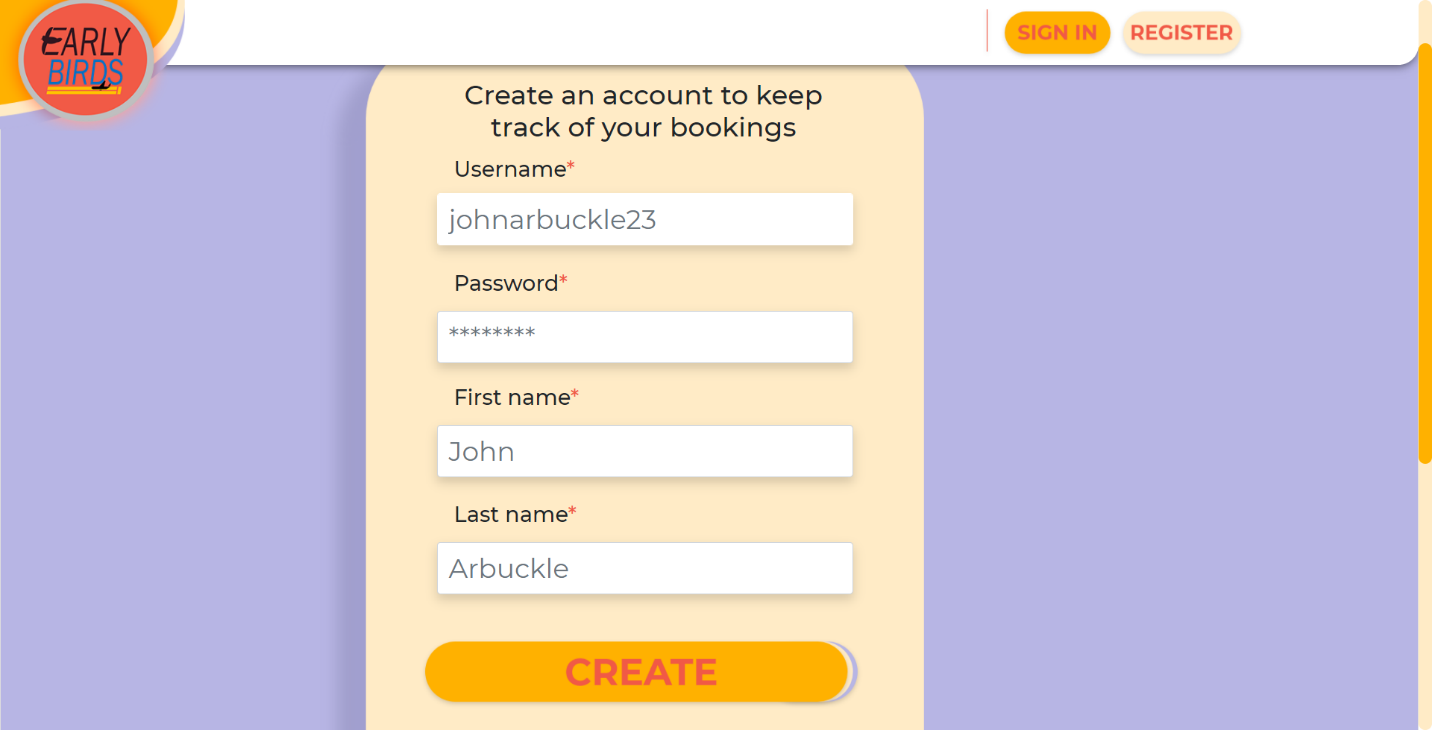 EARLY
BIRDS
SIGN IN
REGISTER
Create an account to keep
track of your bookings
Username*
johnarbuckle23
Password*
********
First name*
John
Last name*
Arbuckle
CREATE